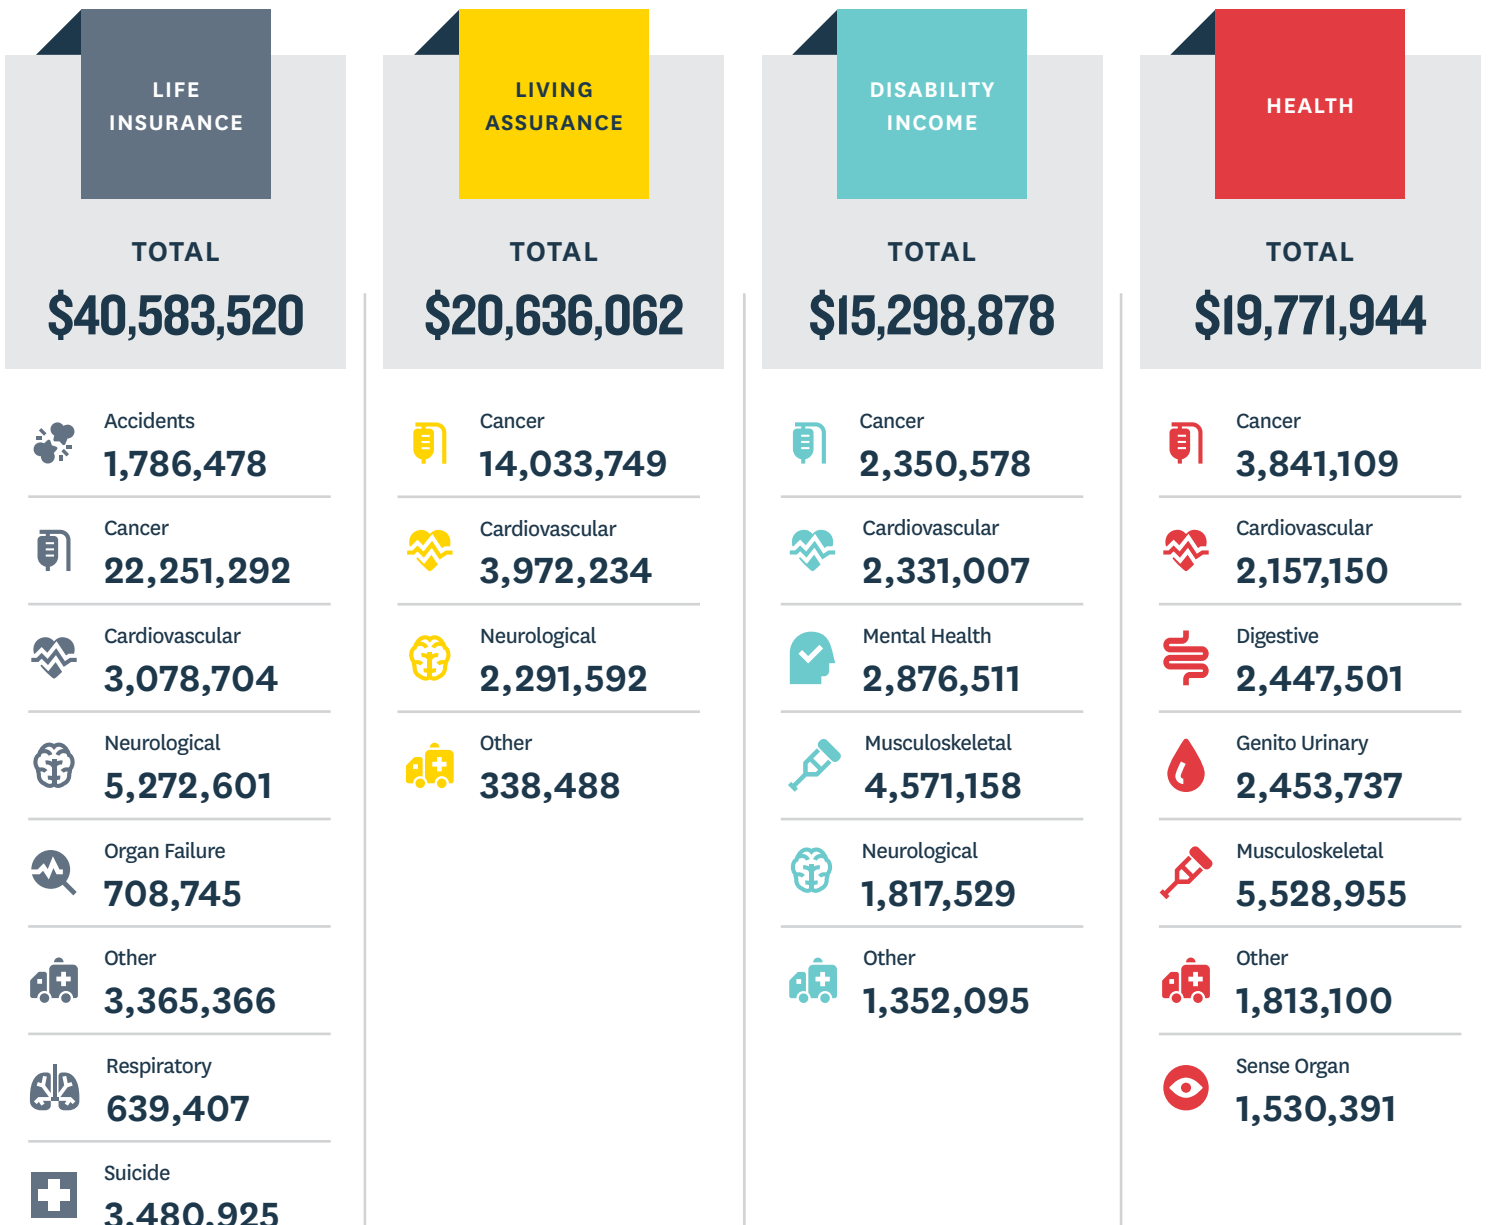 LIFE
INSURANCE
TOTAL
$40,583,520
Accidents
1,786,478
Cancer
22,251,292
Cardiovascular
3,078,704
Neurological
5,272,601
Organ Failure
708,745
Other
3,365,366
Respiratory
639,407
Suicide
3,480,925
LIVING
ASSURANCE
TOTAL
$20,636,062
Cancer
14,033,749
Cardiovascular
3,972,234
Neurological
2,291,592
Other
338,488
DISABILITY
INCOME
TOTAL
$15,298,878
Cancer
2,350,578
Cardiovascular
2,331,007
Mental Health
2,876,511
Musculoskeletal
4,571,158
Neurological
1,817,529
Other
1,352,095
HEALTH
TOTAL
$19,771,944
Cancer
3,841,109
Cardiovascular
2,157,150
Digestive
2,447,501
Genito Urinary
2,453,737
Musculoskeletal
5,528,955
Other
1,813,100
Sense Organ
1,530,391